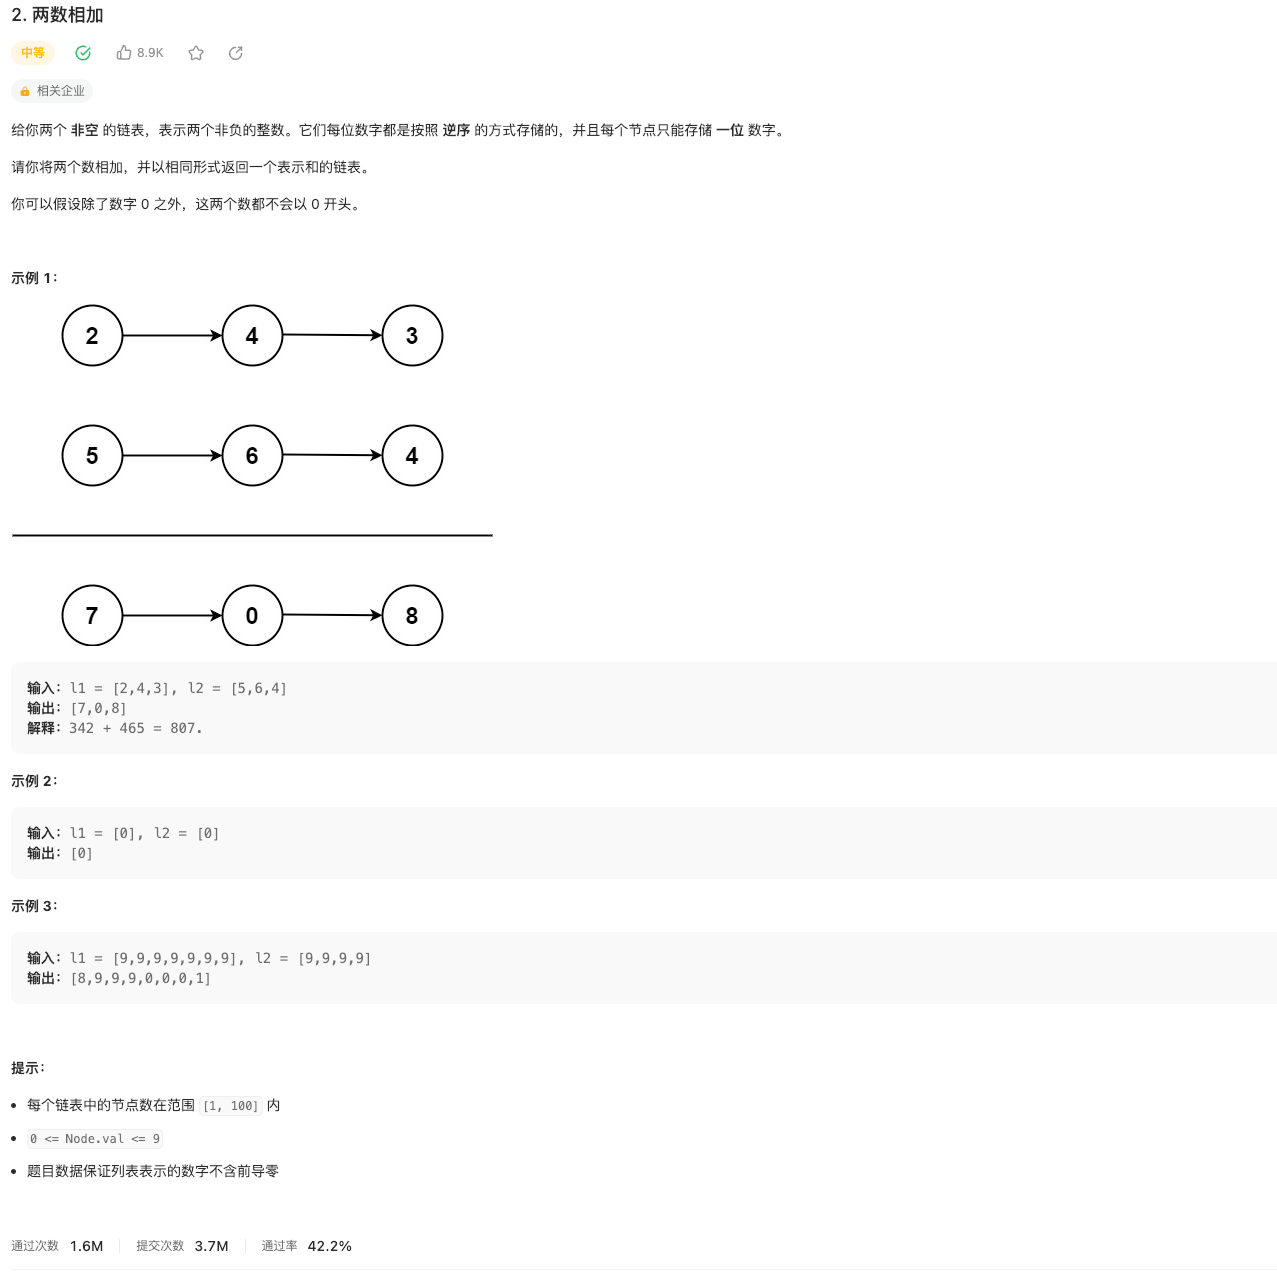 2. 两数相加
中等 8.9K
相关企业
给你两个 非空 的链表，表示两个非负的整数。它们每位数字都是按照 逆序 的方式存储的，并且每个节点只能存储 一位 数字。
请你将两个数相加，并以相同形式返回一个表示和的链表。
你可以假设除了数字 0 之外，这两个数都不会以 0 开头。
示例 1：
2 4 3
5 6 4
7 0 8
输入：l1 = [2,4,3], l2 = [5,6,4]
输出：[7,0,8]
解释：342 + 465 = 807.
示例 2：
输入：l1 = [0], l2 = [0]
输出：[0]
示例 3：
输入：l1 = [9,9,9,9,9,9,9], l2 = [9,9,9,9]
输出：[8,9,9,9,0,0,0,1]
提示：
每个链表中的节点数在范围 [1, 100] 内
0 <= Node.val <= 9
题目数据保证列表表示的数字不含前导零
通过次数 1.6M 提交次数 3.7M 通过率 42.2%